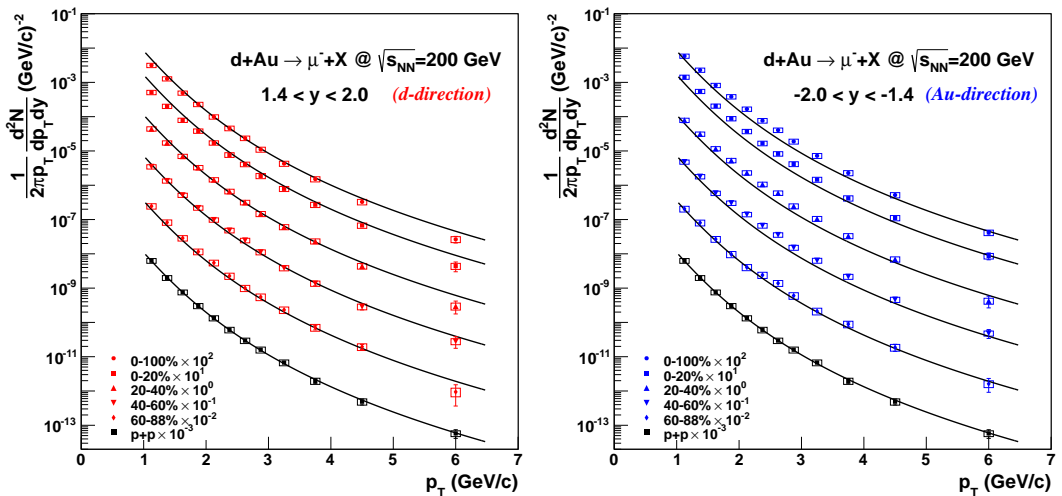 1/2πp_T d²N/dp_Tdy (GeV/c)⁻²
10⁻¹
10⁻³
10⁻⁵
10⁻⁷
10⁻⁹
10⁻¹¹
10⁻¹³
d+Au → μ⁻+X @ √s_NN=200 GeV
1.4 < y < 2.0 (d-direction)
0-100% × 10²
0-20% × 10¹
20-40% × 10⁰
40-60% × 10⁻¹
60-88% × 10⁻²
p+p × 10⁻³
0 1 2 3 4 5 6 7
p_T (GeV/c)
1/2πp_T d²N/dp_Tdy (GeV/c)⁻²
10⁻¹
10⁻³
10⁻⁵
10⁻⁷
10⁻⁹
10⁻¹¹
10⁻¹³
d+Au → μ⁻+X @ √s_NN=200 GeV
-2.0 < y < -1.4 (Au-direction)
0-100% × 10²
0-20% × 10¹
20-40% × 10⁰
40-60% × 10⁻¹
60-88% × 10⁻²
p+p × 10⁻³
0 1 2 3 4 5 6 7
p_T (GeV/c)